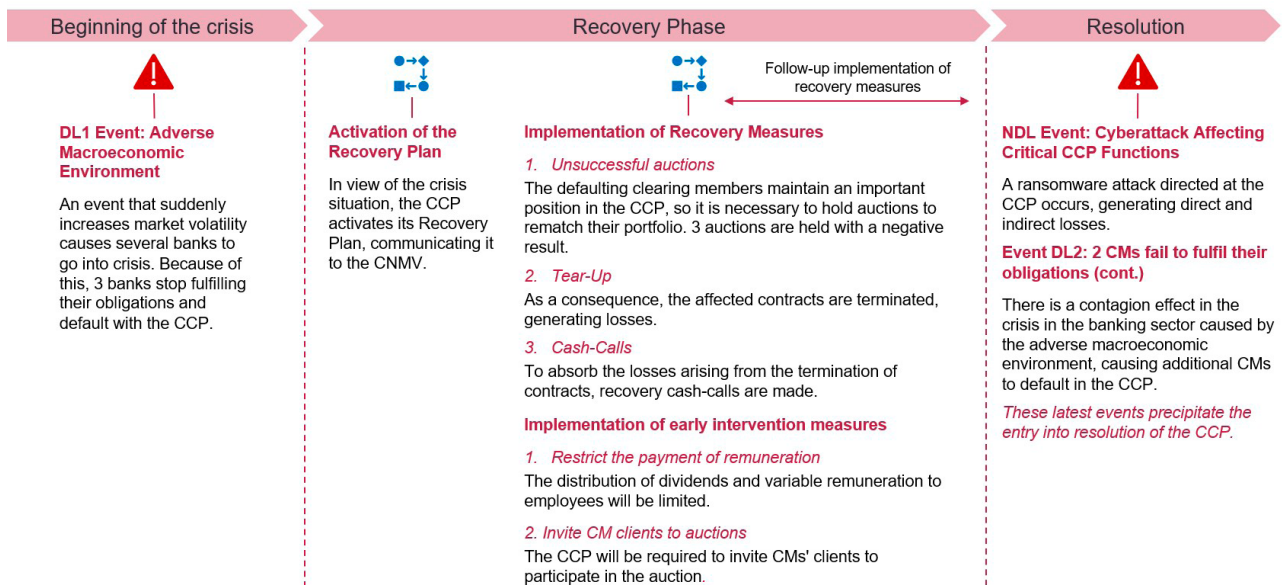 Beginning of the crisis
Recovery Phase
Resolution
DL1 Event: Adverse
Macroeconomic
Environment
An event that suddenly
increases market volatility
causes several banks to
go into crisis. Because of
this, 3 banks stop fulfilling
their obligations and
default with the CCP.
Activation of the
Recovery Plan
In view of the crisis
situation, the CCP
activates its Recovery
Plan, communicating it
to the CNMV.
Follow-up implementation of
recovery measures
Implementation of Recovery Measures
1. Unsuccessful auctions
The defaulting clearing members maintain an important
position in the CCP, so it is necessary to hold auctions to
rematch their portfolio. 3 auctions are held with a negative
result.
2. Tear-Up
As a consequence, the affected contracts are terminated,
generating losses.
3. Cash-Calls
To absorb the losses arising from the termination of
contracts, recovery cash-calls are made.
Implementation of early intervention measures
1. Restrict the payment of remuneration
The distribution of dividends and variable remuneration to
employees will be limited.
2. Invite CM clients to auctions
The CCP will be required to invite CMs' clients to
participate in the auction.
NDL Event: Cyberattack Affecting
Critical CCP Functions
A ransomware attack directed at the
CCP occurs, generating direct and
indirect losses.
Event DL2: 2 CMs fail to fulfil their
obligations (cont.)
There is a contagion effect in the
crisis in the banking sector caused by
the adverse macroeconomic
environment, causing additional CMs
to default in the CCP.
These latest events precipitate the
entry into resolution of the CCP.